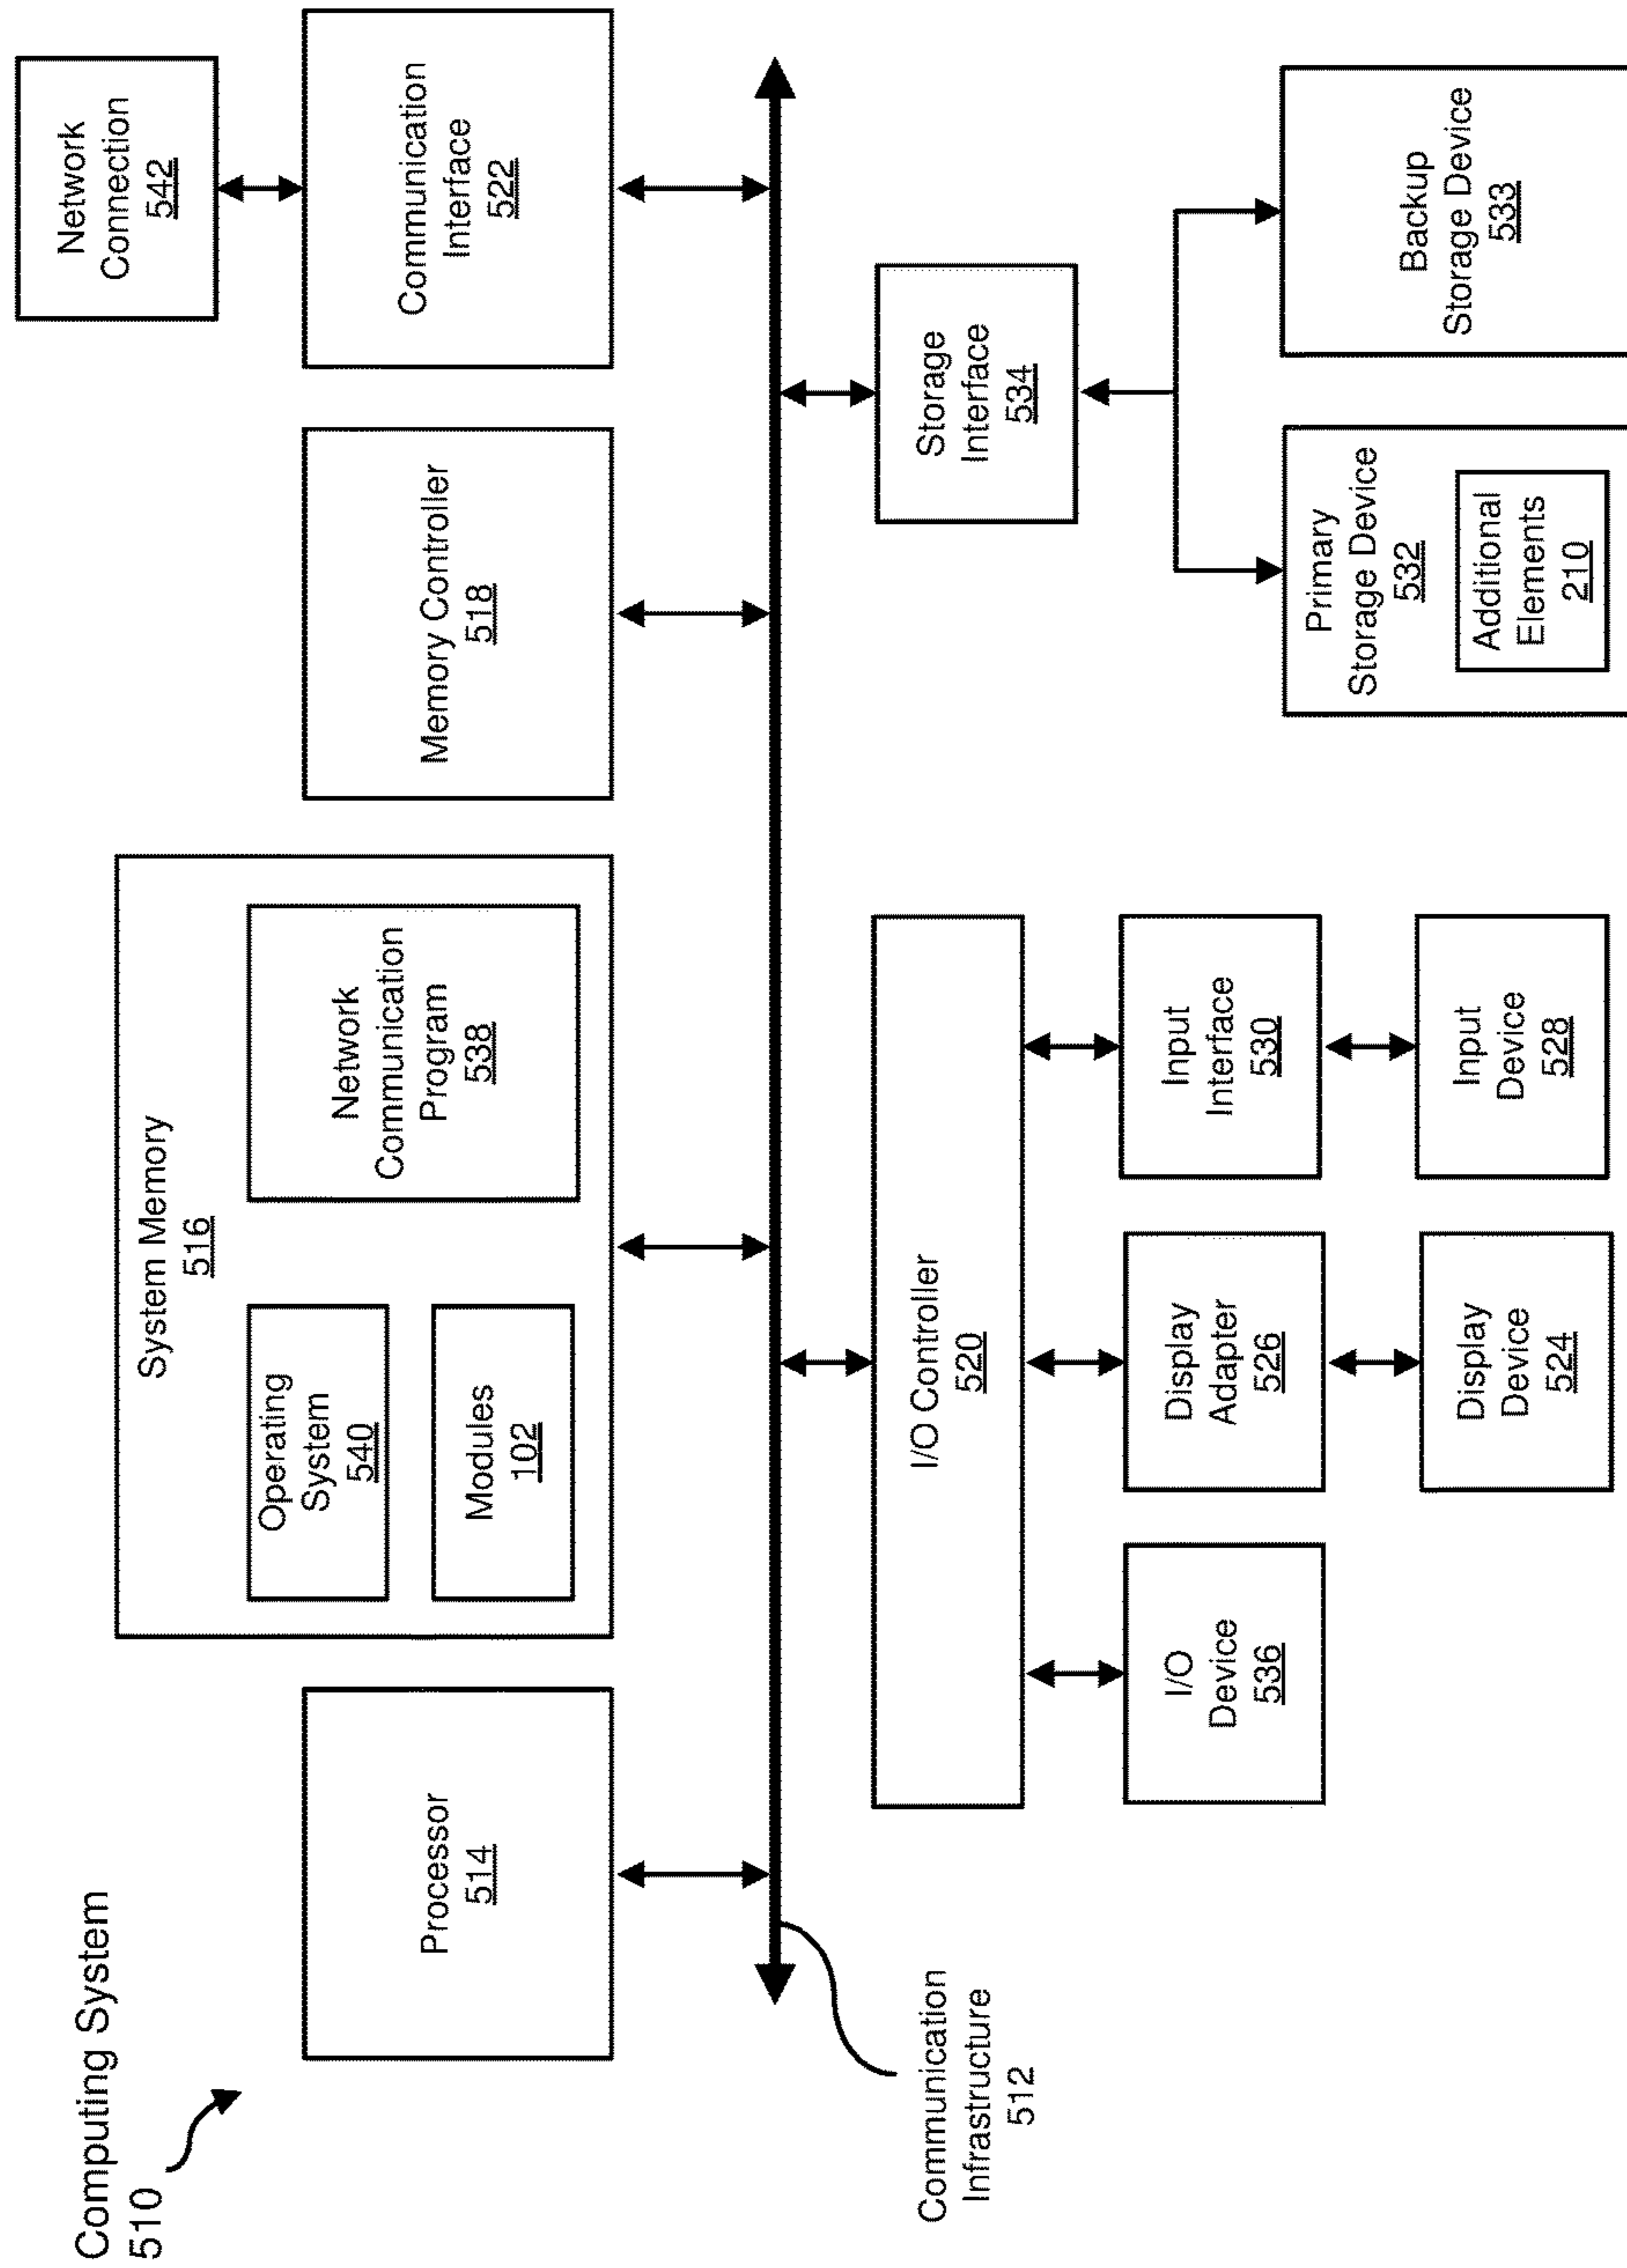 Computing System
510
Processor
514
System Memory
516
Operating
System
540
Modules
102
Network
Communication
Program
538
Memory Controller
518
Communication
Interface
522
Network
Connection
542
Communication
Infrastructure
512
I/O Controller
520
I/O
Device
536
Display
Adapter
526
Input
Interface
530
Display
Device
524
Input
Device
528
Storage
Interface
534
Primary
Storage Device
532
Additional
Elements
210
Backup
Storage Device
533